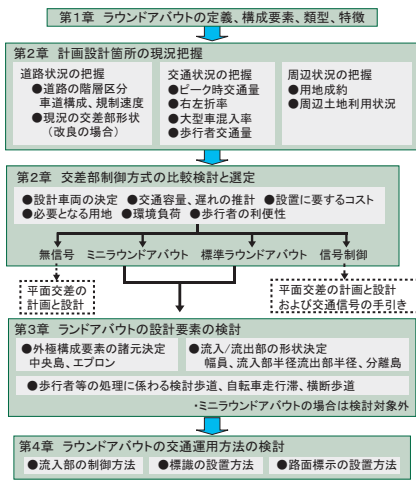 第1章 ラウンドアバウトの定義、構成要素、類型、特徴
第2章 計画設計箇所の現況把握
道路状況の把握
●道路の階層区分
車道構成、規制速度
●現況の交差部形状
(改良の場合)
交通状況の把握
●ピーク時交通量
●右左折率
●大型車混入率
●歩行者交通量
周辺状況の把握
●用地成約
●周辺土地利用状況
第2章 交差部制御方式の比較検討と選定
●設計車両の決定 ●交通容量、遅れの推計 ●設置に要するコスト
●必要となる用地 ●環境負荷 ●歩行者の利便性
無信号 ミニラウンドアバウト 標準ラウンドアバウト 信号制御
平面交差の
計画と設計
平面交差の計画と設計
および交通信号の手引き
第3章 ランドアバウトの設計要素の検討
●外極構成要素の諸元決定
中央島、エプロン
●流入/流出部の形状決定
幅員、流入部半径流出部半径、分離島
●歩行者等の処理に係わる検討歩道、自転車走行滞、横断歩道
・ミニラウンドアバウトの場合は検討対象外
第4章 ラウンドアバウトの交通運用方法の検討
●流入部の制御方法 ●標識の設置方法 ●路面標示の設置方法